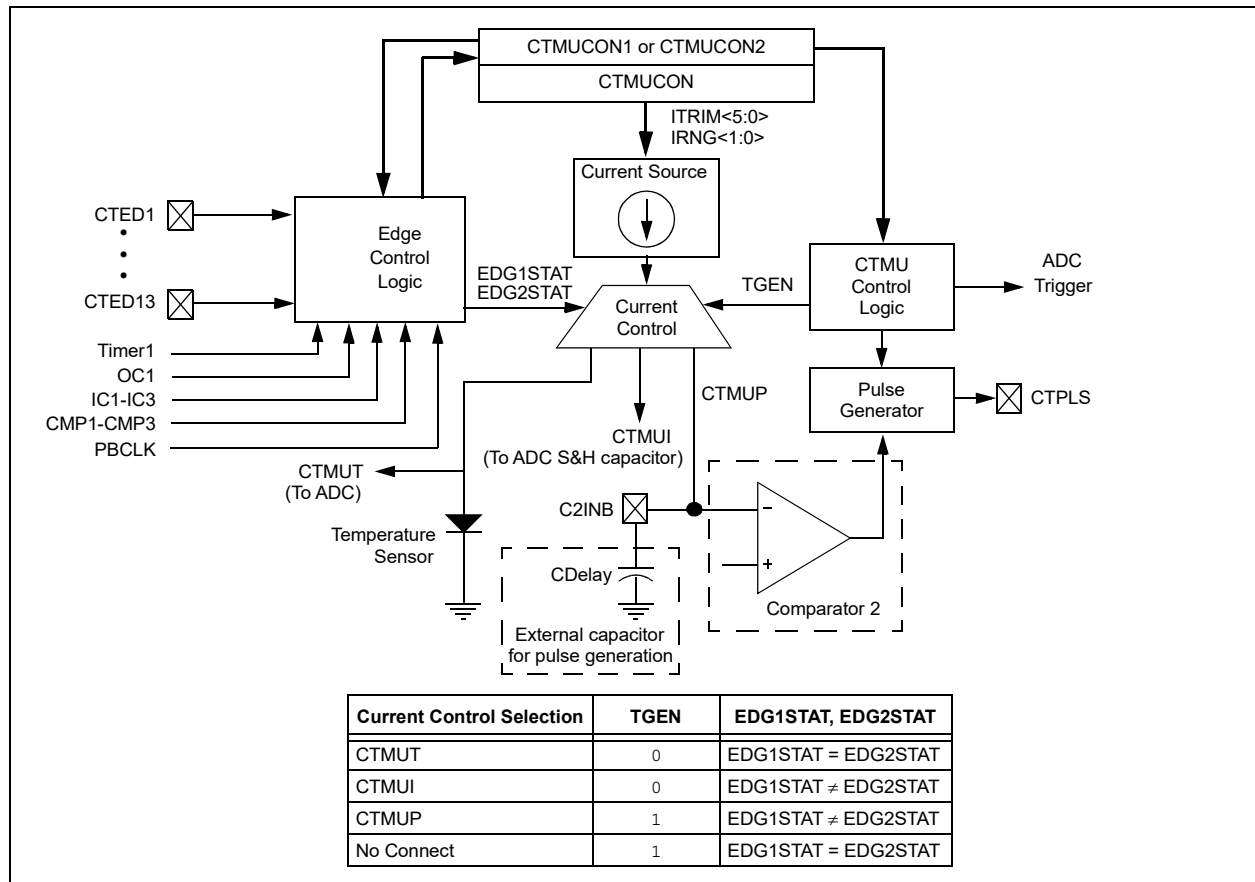 CTMUCON1 or CTMUCON2
CTMUCON
ITRIM<5:0>
IRNG<1:0>
Current Source
CTED1
CTED13
Edge
Control
Logic
EDG1STAT
EDG2STAT
Current
Control
TGEN
CTMU
Control
Logic
ADC
Trigger
Timer1
OC1
IC1-IC3
CMP1-CMP3
PBCLK
CTMUP
Pulse
Generator
CTPLS
CTMUI
(To ADC S&H capacitor)
CTMUT
(To ADC)
C2INB
Temperature
Sensor
CDelay
−
+
Comparator 2
External capacitor
for pulse generation
Current Control Selection TGEN EDG1STAT, EDG2STAT
CTMUT 0 EDG1STAT = EDG2STAT
CTMUI 0 EDG1STAT ≠ EDG2STAT
CTMUP 1 EDG1STAT ≠ EDG2STAT
No Connect 1 EDG1STAT = EDG2STAT